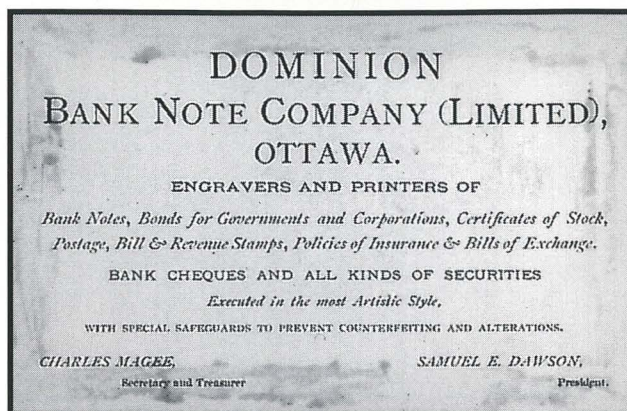 DOMINION
BANK NOTE COMPANY (LIMITED),
OTTAWA.
ENGRAVERS AND PRINTERS OF
Bank Notes, Bonds for Governments and Corporations, Certificates of Stock,
Postage, Bill & Revenue Stamps, Policies of Insurance & Bills of Exchange.
BANK CHEQUES AND ALL KINDS OF SECURITIES
Executed in the most Artistic Style,
WITH SPECIAL SAFEGUARDS TO PREVENT COUNTERFEITING AND ALTERATIONS.
CHARLES MAGEE, SAMUEL E. DAWSON,
Secretary and Treasurer President.